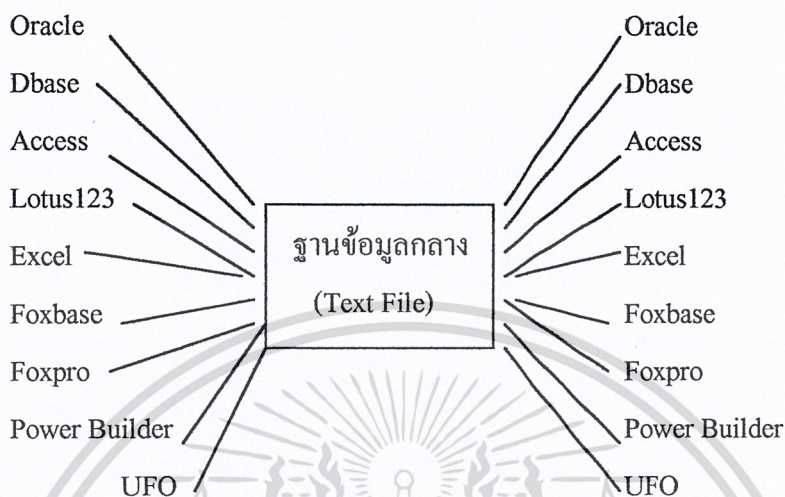 Oracle
Dbase
Access
Lotus123
Excel
Foxbase
Foxpro
Power Builder
UFO
ฐานข้อมูลกลาง
(Text File)
Oracle
Dbase
Access
Lotus123
Excel
Foxbase
Foxpro
Power Builder
UFO